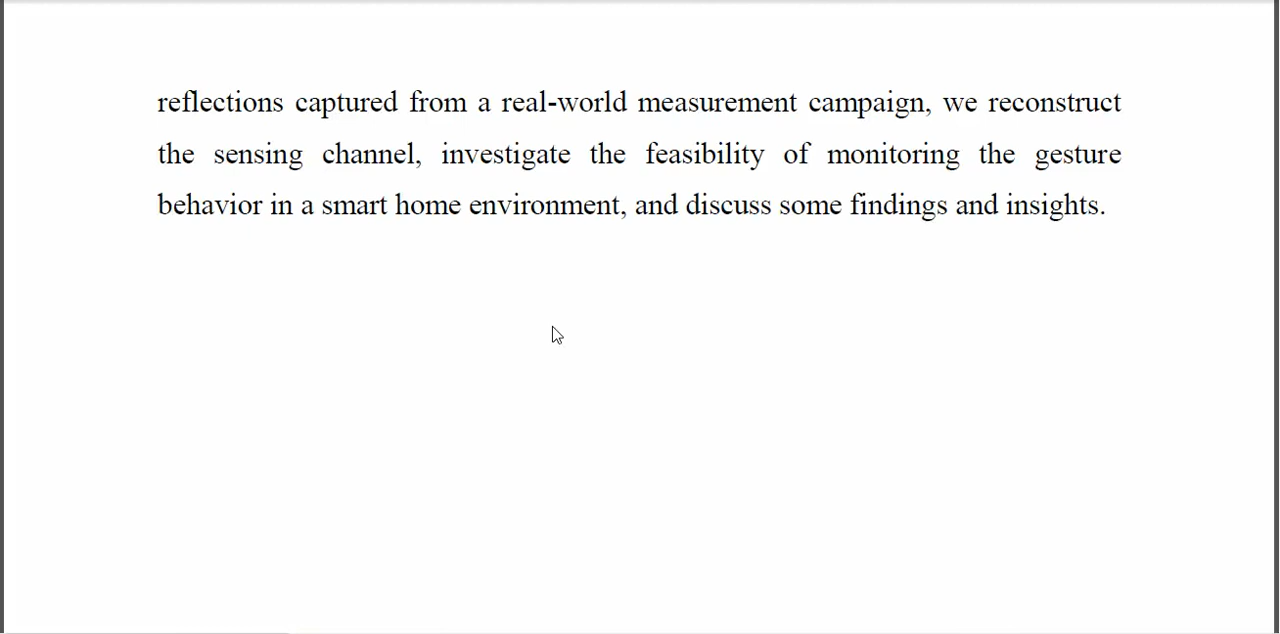 reflections captured from a real-world measurement campaign, we reconstruct
the sensing channel, investigate the feasibility of monitoring the gesture
behavior in a smart home environment, and discuss some findings and insights.